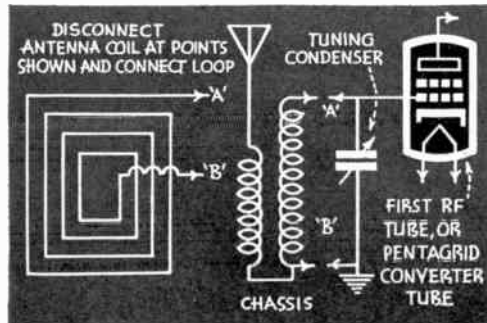 DISCONNECT
ANTENNA COIL AT POINTS
SHOWN AND CONNECT LOOP
'A'
'B'
TUNING
CONDENSER
'A'
'B'
CHASSIS
FIRST RF
TUBE, OR
PENTAGRID
CONVERTER
TUBE